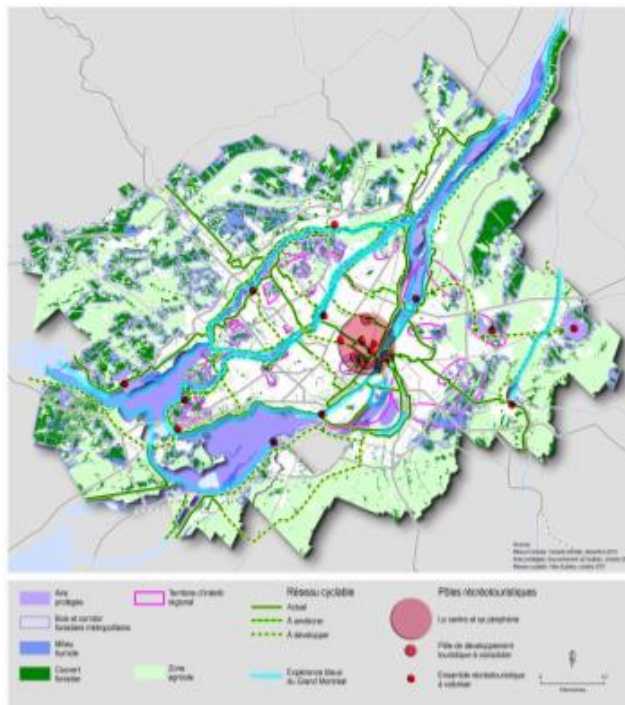 Sources
Aire
protégée
Territoire d'intérêt
régional
Bois et corridor
forestiers métropolitains
Milieu
humide
Couvert
forestier
Zone
agricole
Réseau cyclable
Actuel
À améliorer
À développer
Expérience bleue
du Grand Montréal
Pôles récréotouristiques
Le centre et sa périphérie
Pôle de développement
touristique à consolider
Ensemble récréotouristique
à valoriser
Kilomètres